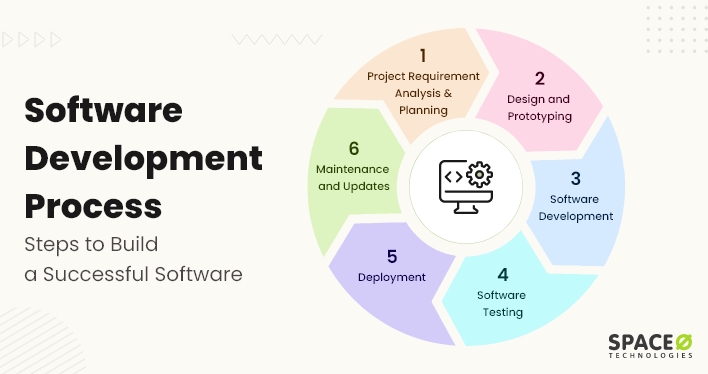 Software
Development
Process
Steps to Build
a Successful Software
1
Project Requirement
Analysis &
Planning
2
Design and
Prototyping
3
Software
Development
4
Software
Testing
5
Deployment
6
Maintenance
and Updates
SPACEO
TECHNOLOGIES